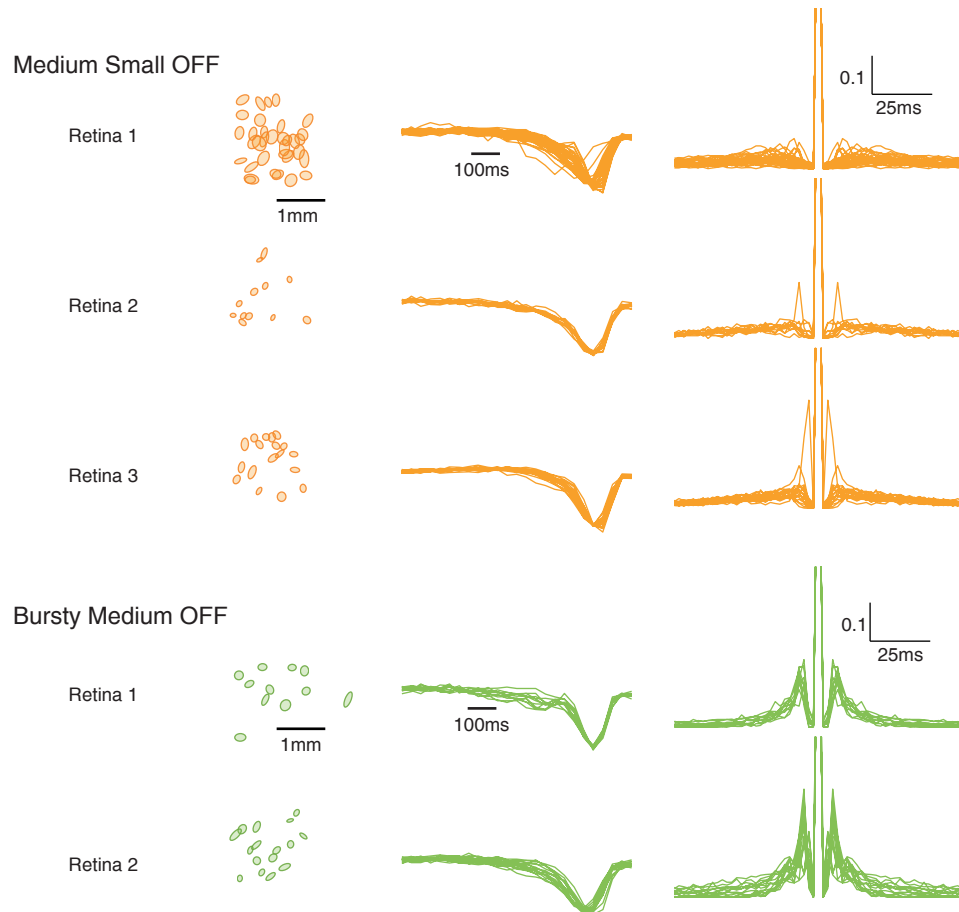 Medium Small OFF
Retina 1
1mm
100ms
0.1
25ms
Retina 2
Retina 3
Bursty Medium OFF
Retina 1
1mm
100ms
0.1
25ms
Retina 2